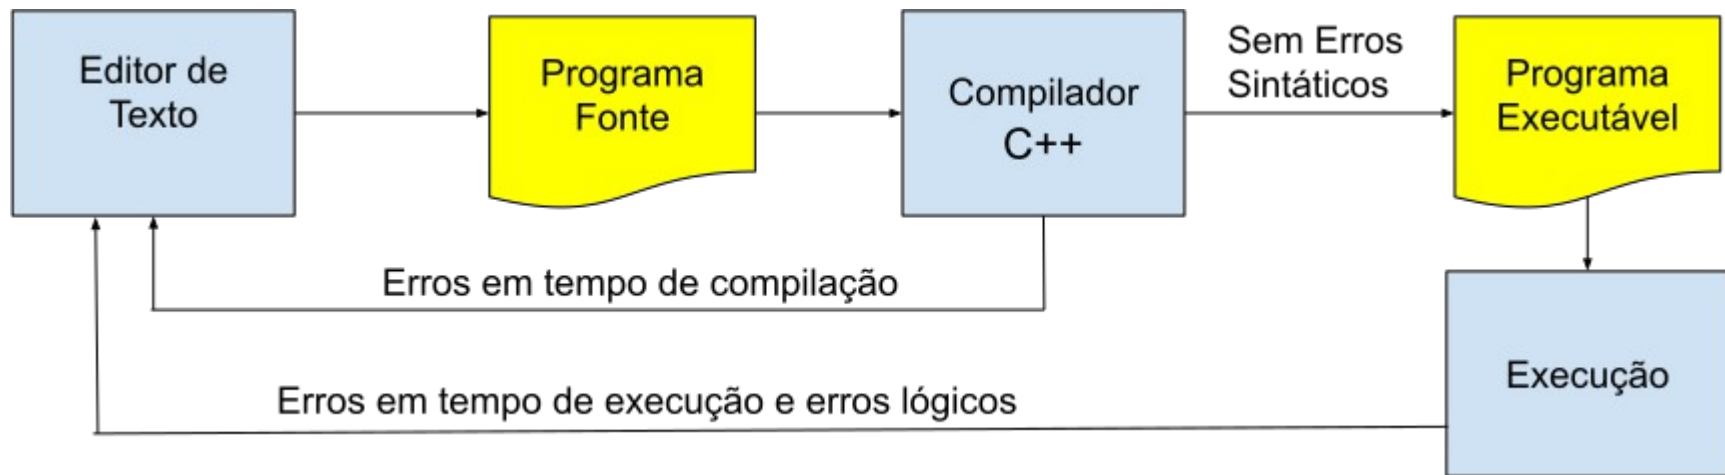 Editor de
Texto
Programa
Fonte
Compilador
C++
Sem Erros
Sintáticos
Programa
Executável
Erros em tempo de compilação
Execução
Erros em tempo de execução e erros lógicos